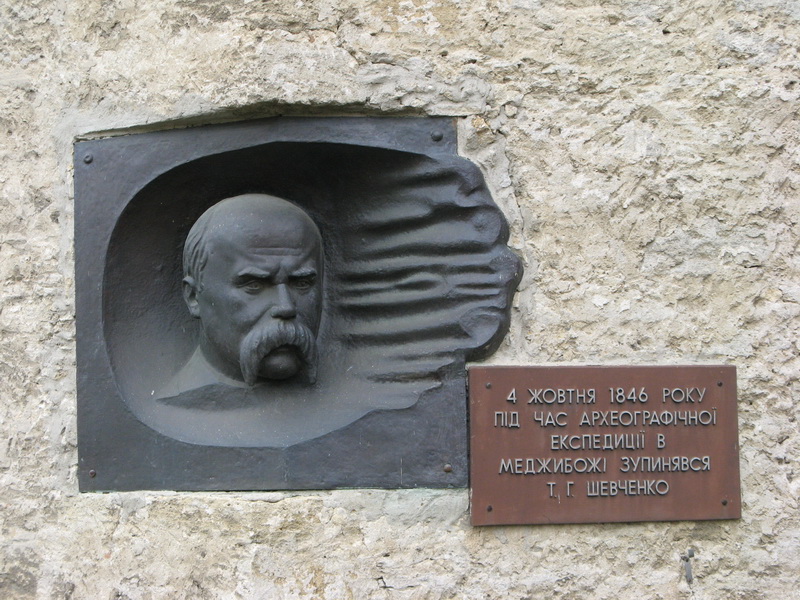 4 ЖОВТНЯ 1846 РОКУ
ПІД ЧАС АРХЕОГРАФІЧНОЇ
ЕКСПЕДИЦІЇ В
МЕДЖИБОЖІ ЗУПИНЯВСЯ
Т. Г. ШЕВЧЕНКО